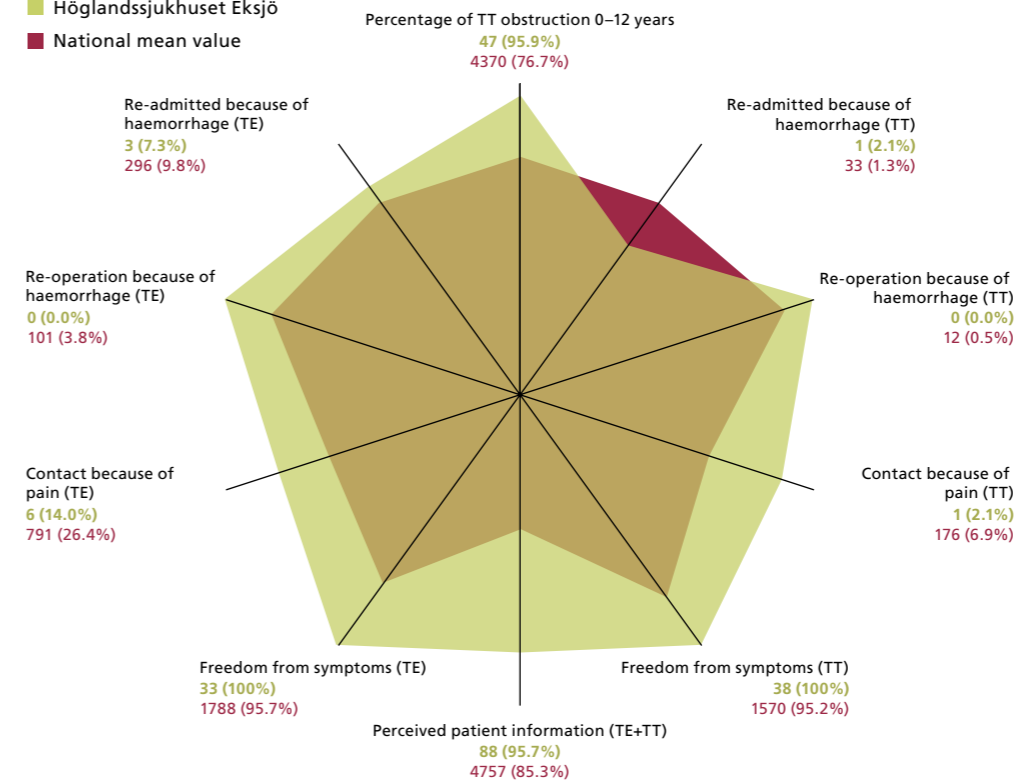 Höglandssjukhuset Eksjö
National mean value
Percentage of TT obstruction 0–12 years
47 (95.9%)
4370 (76.7%)
Re-admitted because of
haemorrhage (TE)
3 (7.3%)
296 (9.8%)
Re-admitted because of
haemorrhage (TT)
1 (2.1%)
33 (1.3%)
Re-operation because of
haemorrhage (TE)
0 (0.0%)
101 (3.8%)
Re-operation because of
haemorrhage (TT)
0 (0.0%)
12 (0.5%)
Contact because of
pain (TE)
6 (14.0%)
791 (26.4%)
Contact because of
pain (TT)
1 (2.1%)
176 (6.9%)
Freedom from symptoms (TE)
33 (100%)
1788 (95.7%)
Freedom from symptoms (TT)
38 (100%)
1570 (95.2%)
Perceived patient information (TE+TT)
88 (95.7%)
4757 (85.3%)